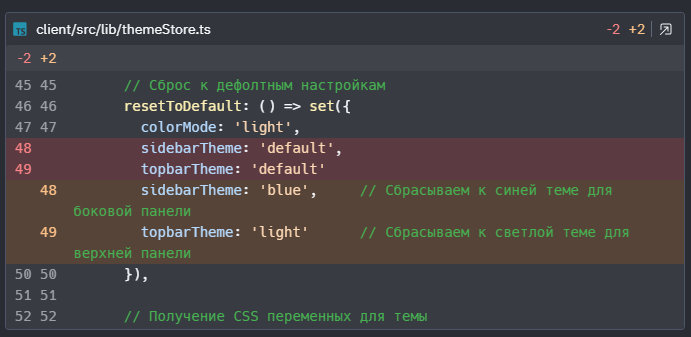 TS client/src/lib/themeStore.ts -2 +2
-2 +2
45 45 // Сброс к дефолтным настройкам
46 46 resetToDefault: () => set({
47 47 colorMode: 'light',
48 sidebarTheme: 'default',
49 topbarTheme: 'default'
48 sidebarTheme: 'blue', // Сбрасываем к синей теме для
боковой панели
49 topbarTheme: 'light' // Сбрасываем к светлой теме для
верхней панели
50 50 }),
51 51
52 52 // Получение CSS переменных для темы